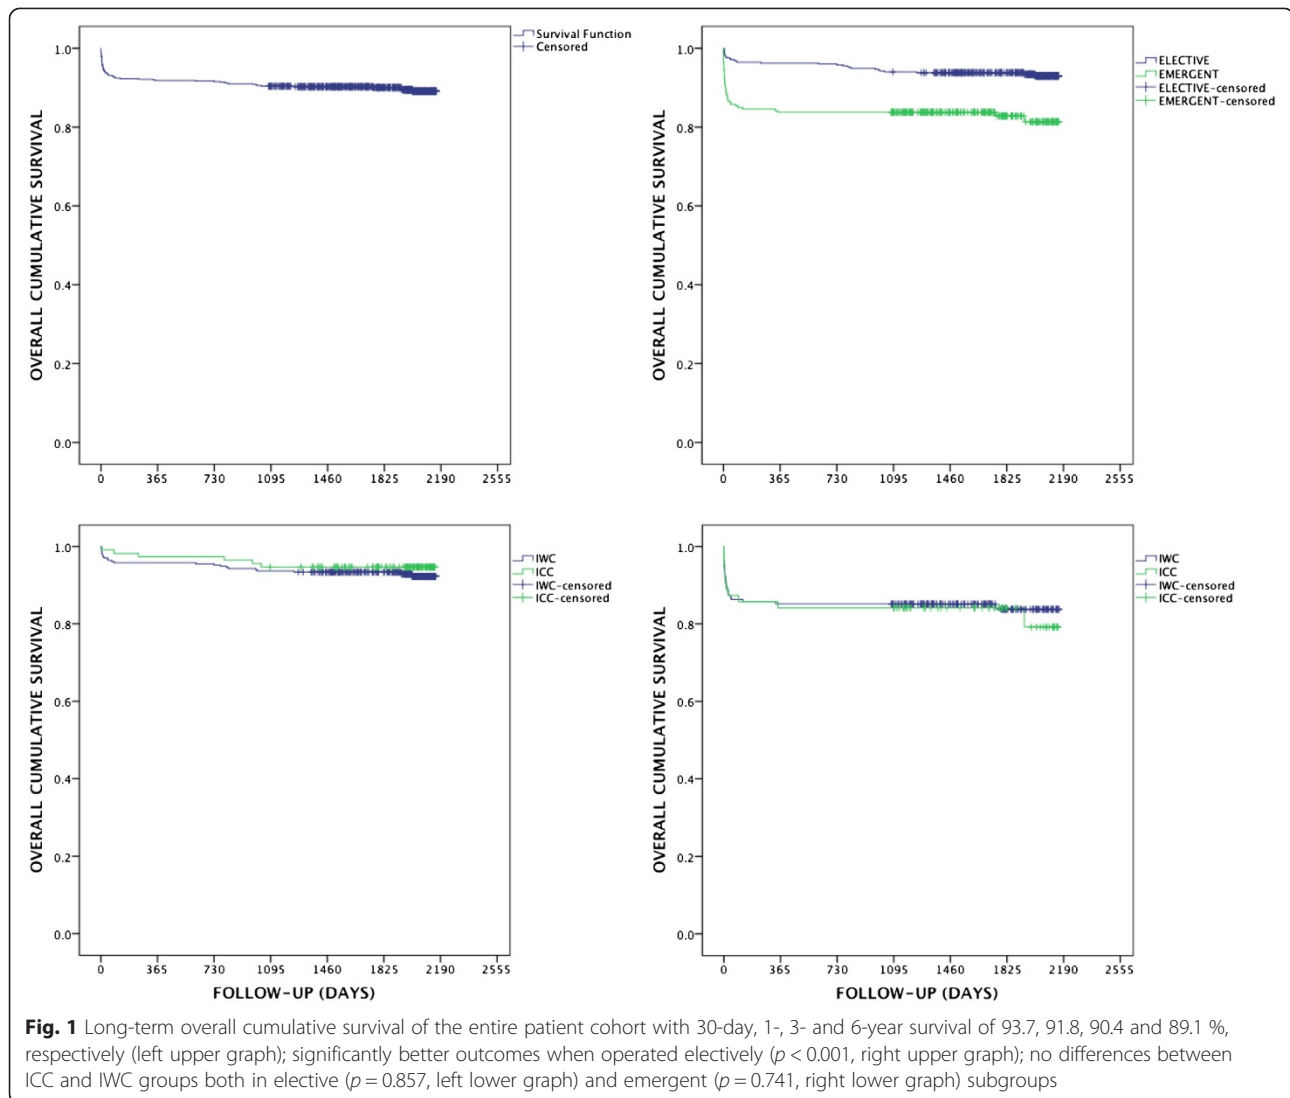 Survival Function
Censored
OVERALL CUMULATIVE SURVIVAL
1.0
0.8
0.6
0.4
0.2
0.0
0 365 730 1095 1460 1825 2190 2555
ELECTIVE
EMERGENT
ELECTIVE-censored
EMERGENT-censored
OVERALL CUMULATIVE SURVIVAL
1.0
0.8
0.6
0.4
0.2
0.0
0 365 730 1095 1460 1825 2190 2555
IWC
ICC
IWC-censored
ICC-censored
OVERALL CUMULATIVE SURVIVAL
1.0
0.8
0.6
0.4
0.2
0.0
0 365 730 1095 1460 1825 2190 2555
FOLLOW-UP (DAYS)
IWC
ICC
IWC-censored
ICC-censored
OVERALL CUMULATIVE SURVIVAL
1.0
0.8
0.6
0.4
0.2
0.0
0 365 730 1095 1460 1825 2190 2555
FOLLOW-UP (DAYS)
Fig. 1 Long-term overall cumulative survival of the entire patient cohort with 30-day, 1-, 3- and 6-year survival of 93.7, 91.8, 90.4 and 89.1 %,
respectively (left upper graph); significantly better outcomes when operated electively (p < 0.001, right upper graph); no differences between
ICC and IWC groups both in elective (p = 0.857, left lower graph) and emergent (p = 0.741, right lower graph) subgroups